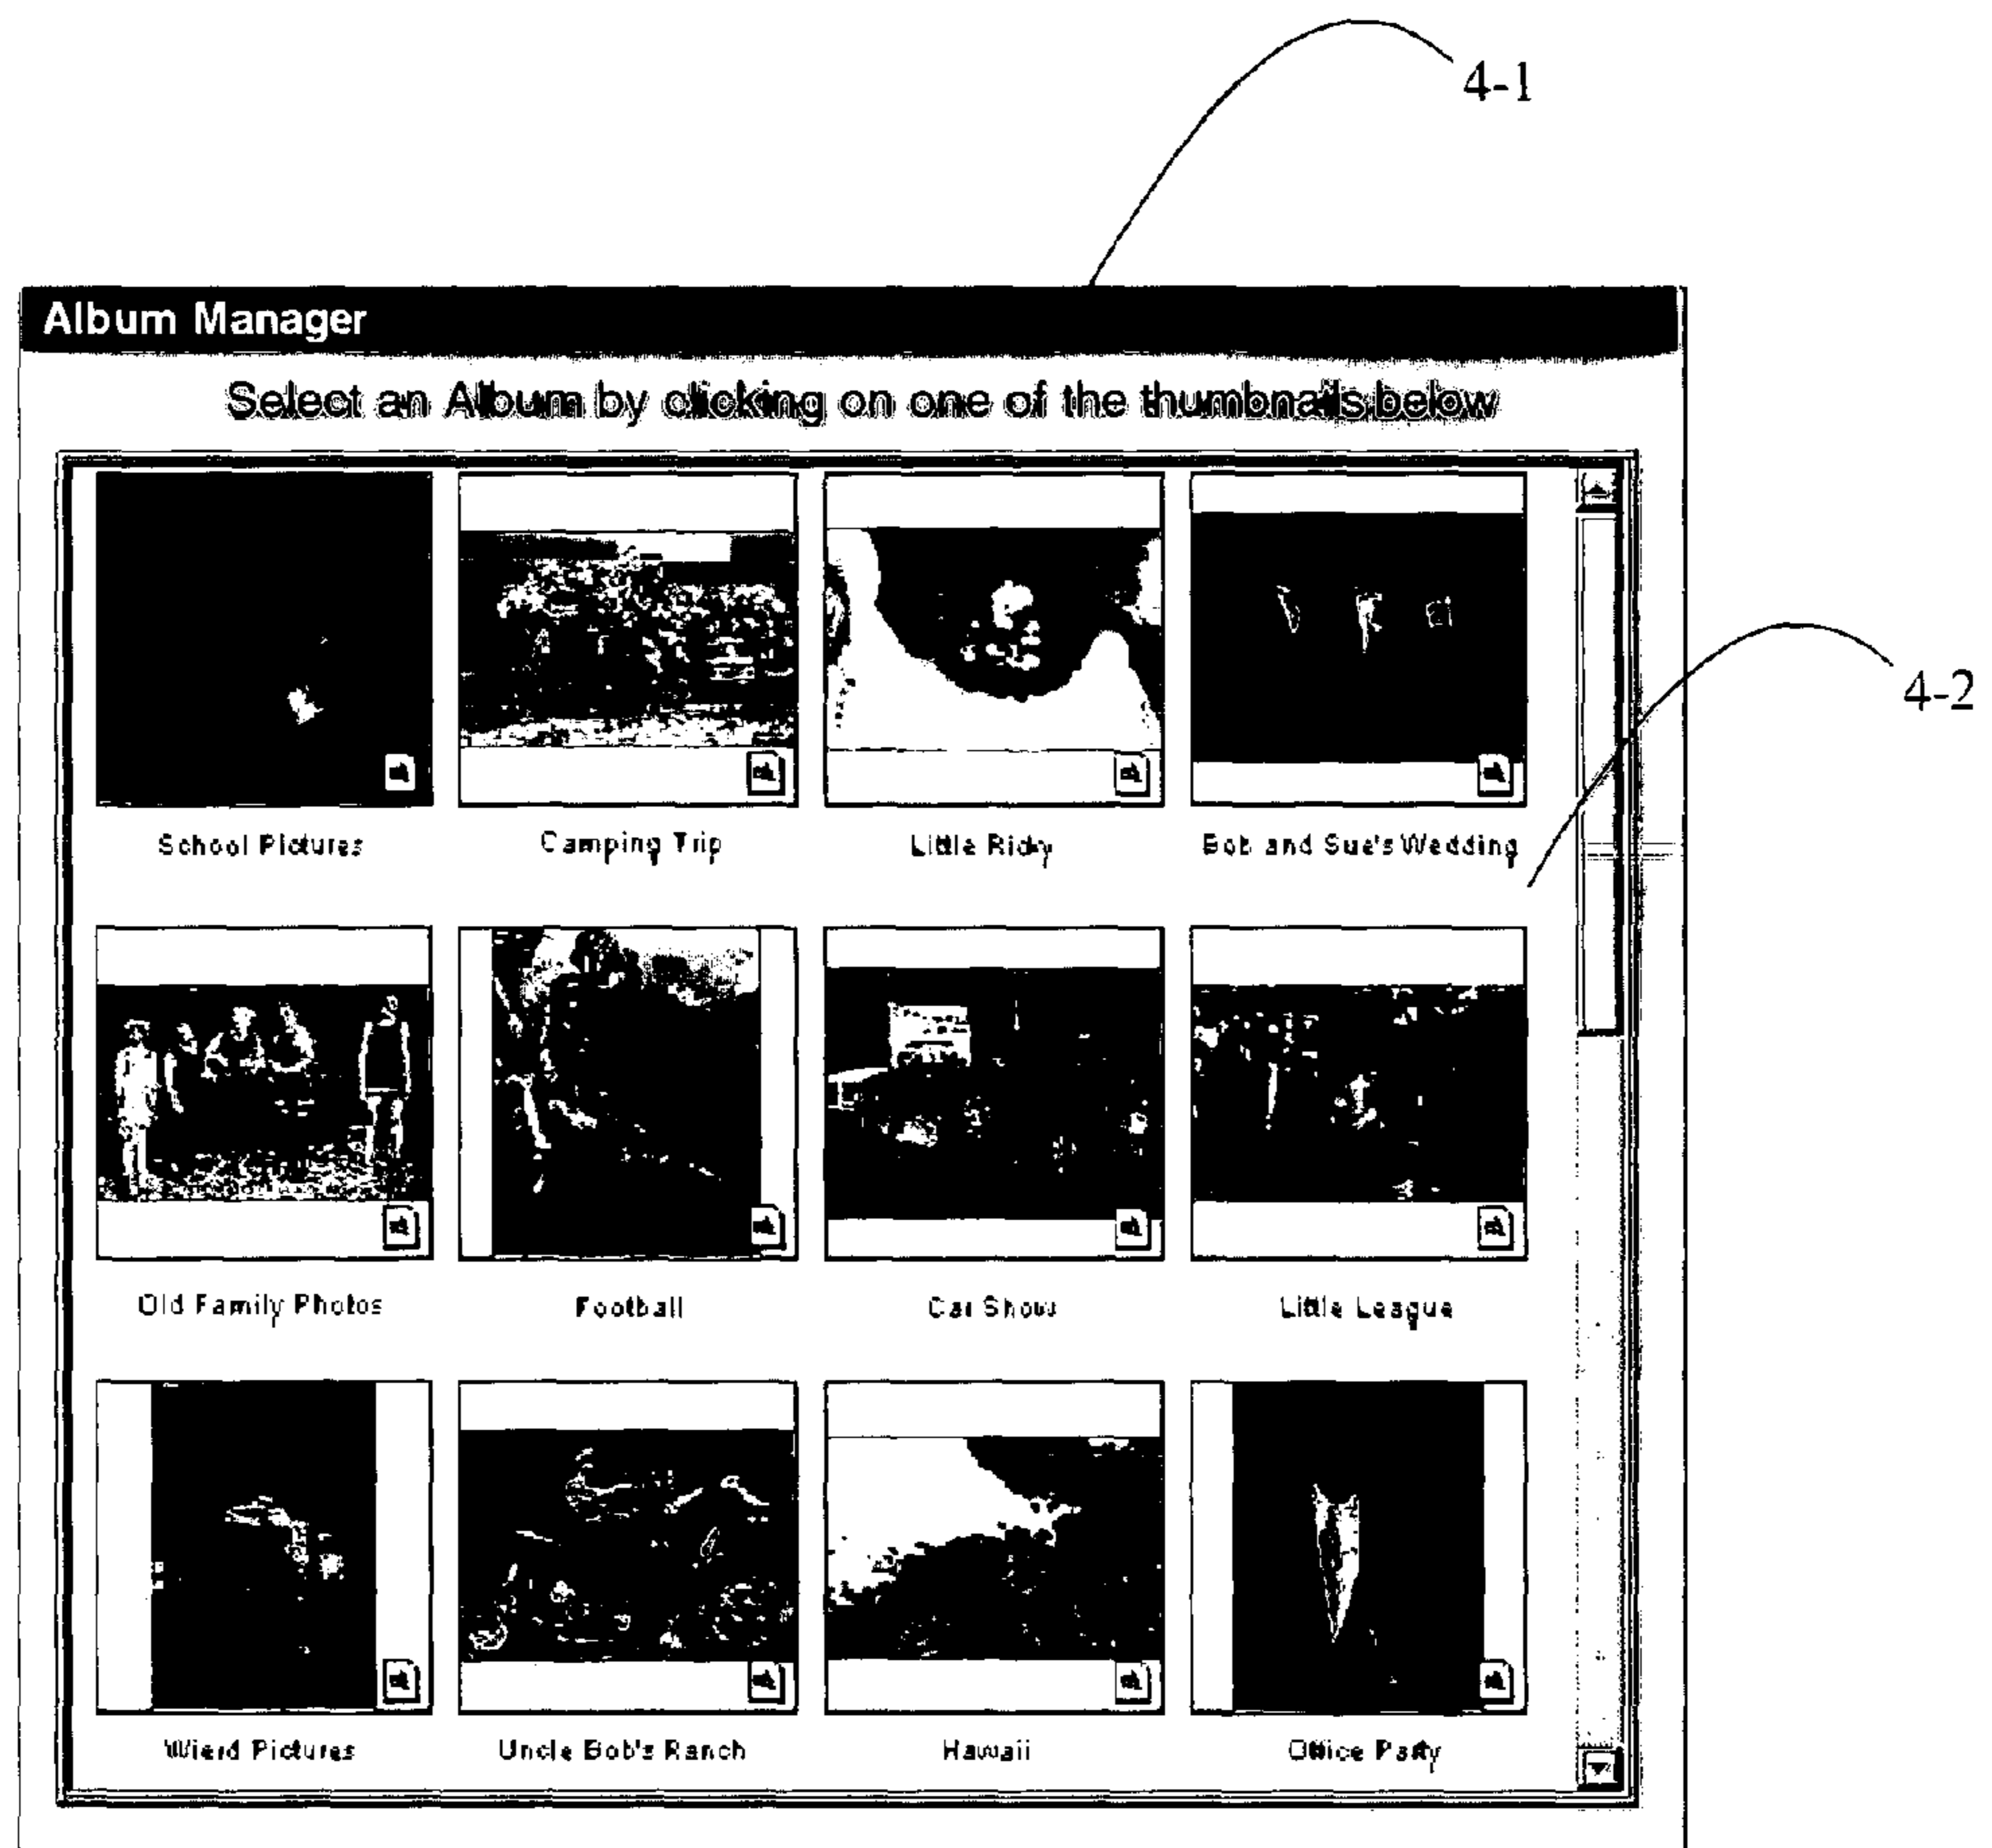 4-1
Album Manager
Select an Album by clicking on one of the thumbnails below
4-2
School Pictures Camping Trip Little Ricky Bob and Sue's Wedding
Old Family Photos Football Car Show Little League
Wierd Pictures Uncle Bob's Ranch Hawaii Office Party